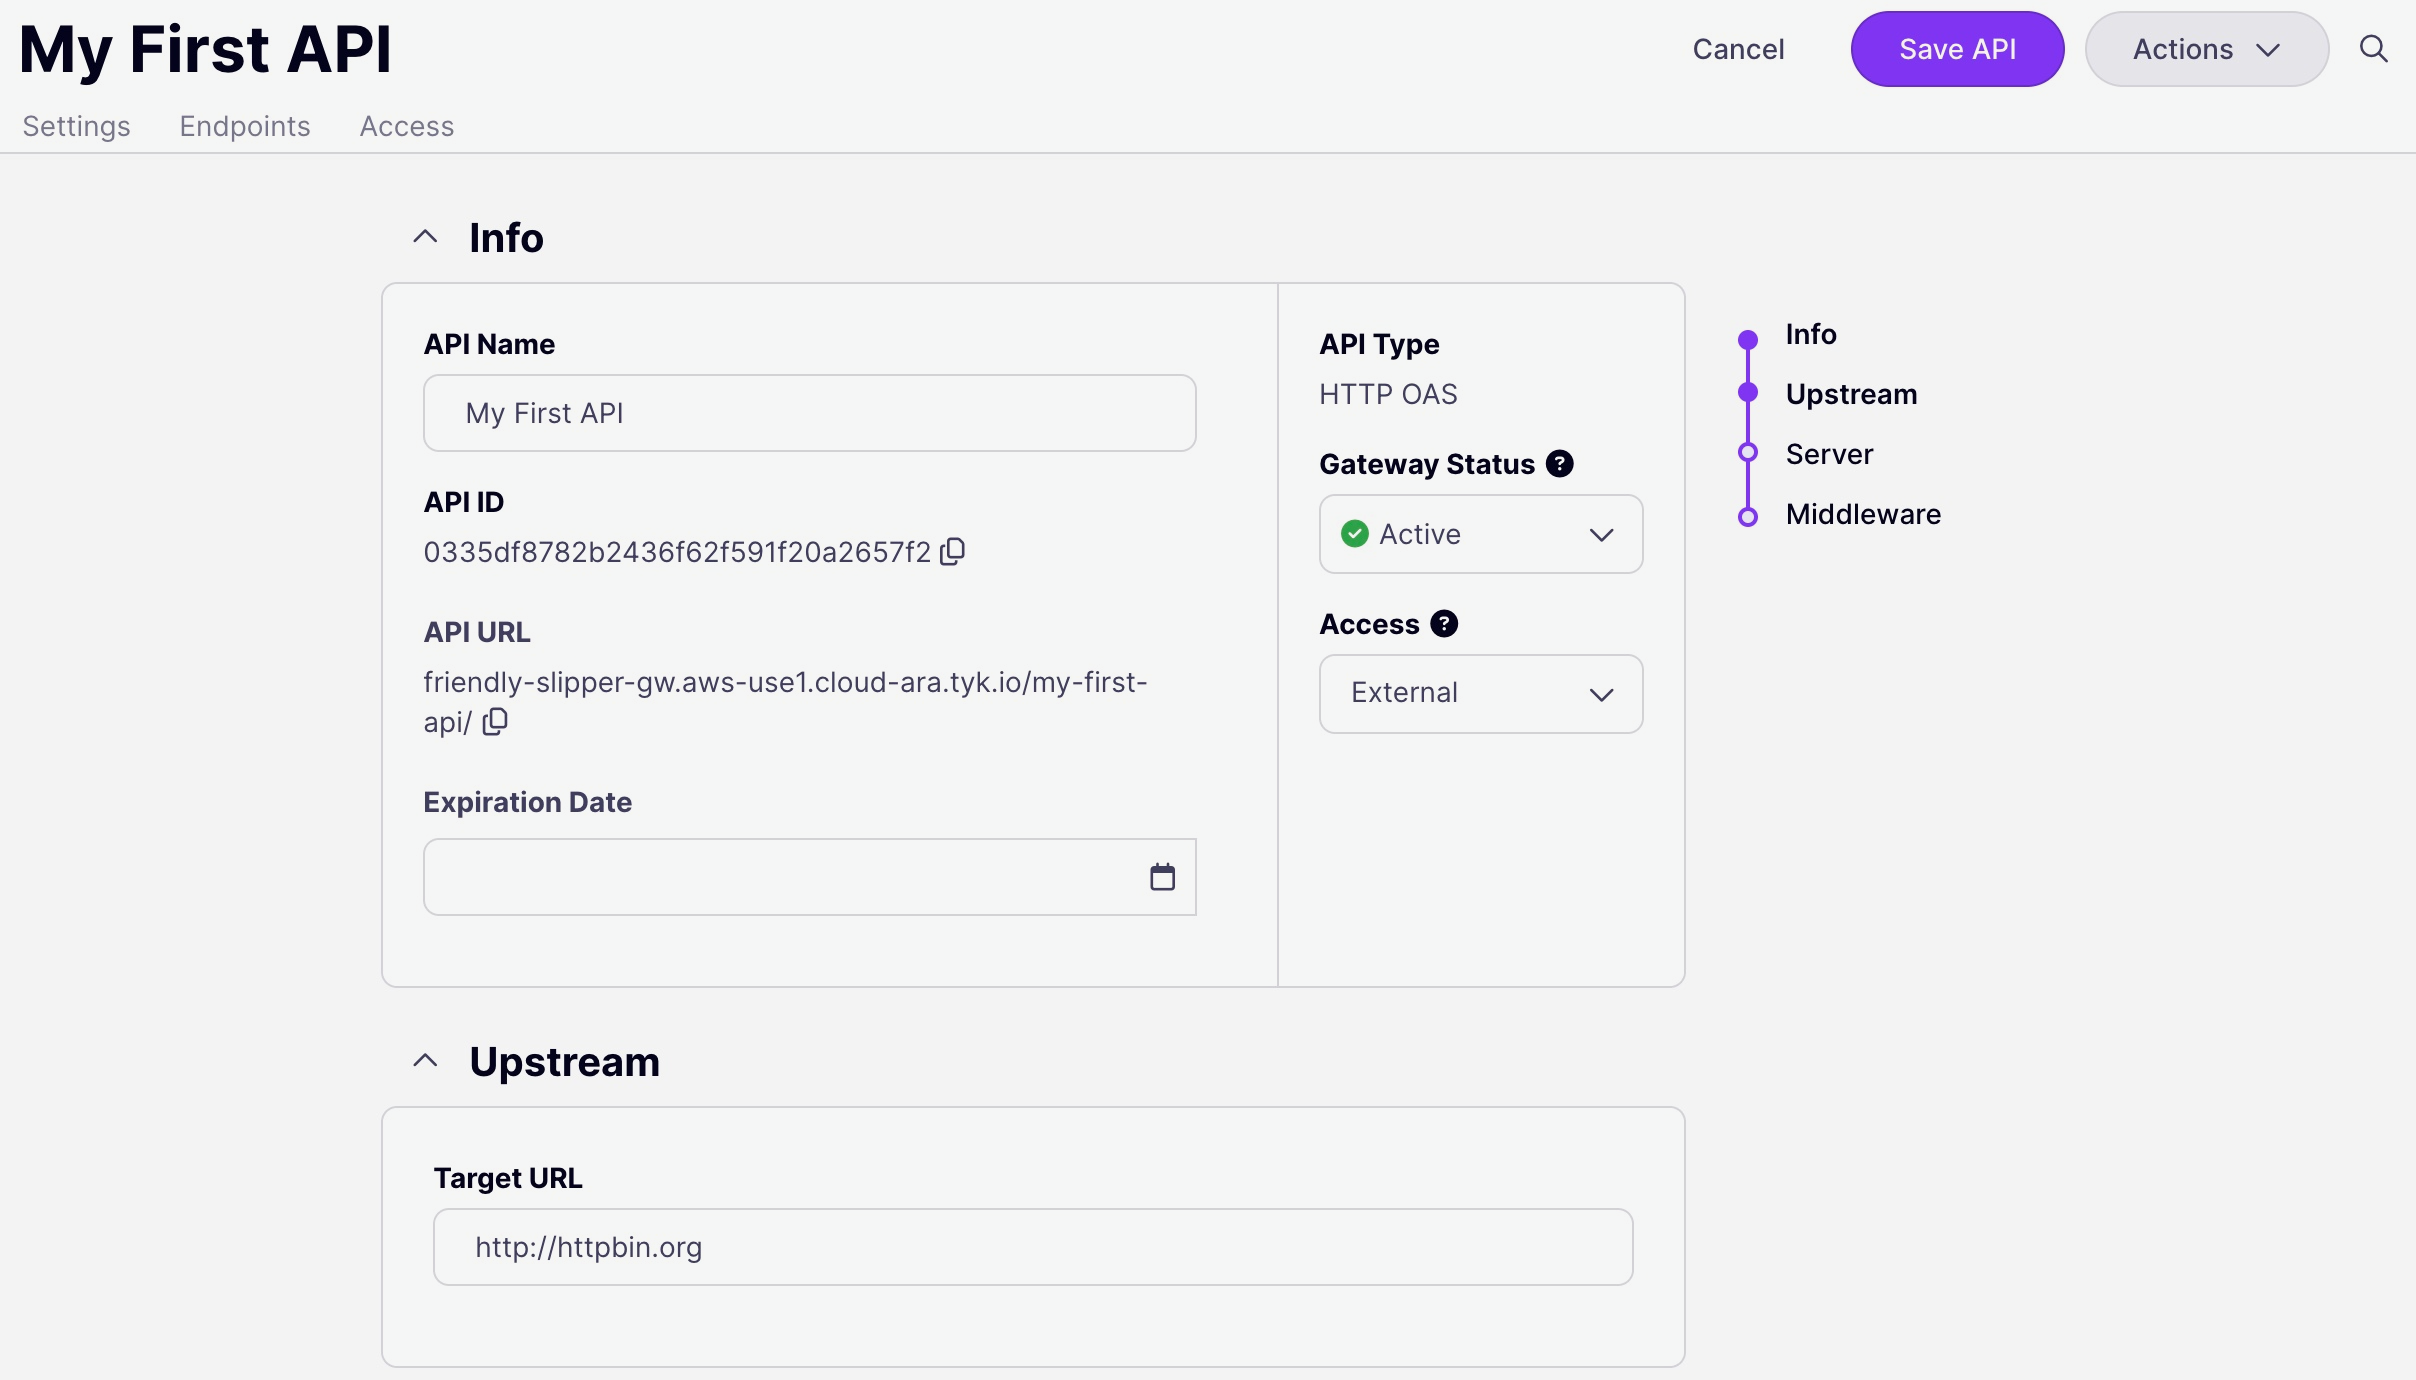 My First API
Cancel
Save API
Actions
Settings
Endpoints
Access
Info
API Name
My First API
API ID
0335df8782b2436f62f591f20a2657f2
API URL
friendly-slipper-gw.aws-use1.cloud-ara.tyk.io/my-first-
api/
Expiration Date
API Type
HTTP OAS
Gateway Status ?
Active
Access ?
External
Info
Upstream
Server
Middleware
Upstream
Target URL
http://httpbin.org